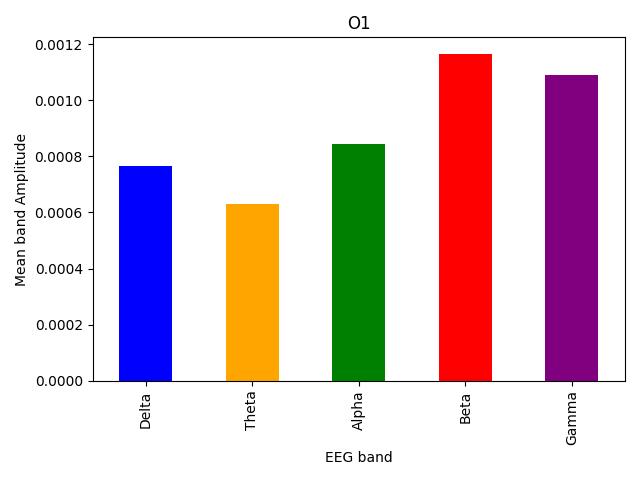 O1
Mean band Amplitude
0.0012
0.0010
0.0008
0.0006
0.0004
0.0002
0.0000
Delta
Theta
Alpha
Beta
Gamma
EEG band